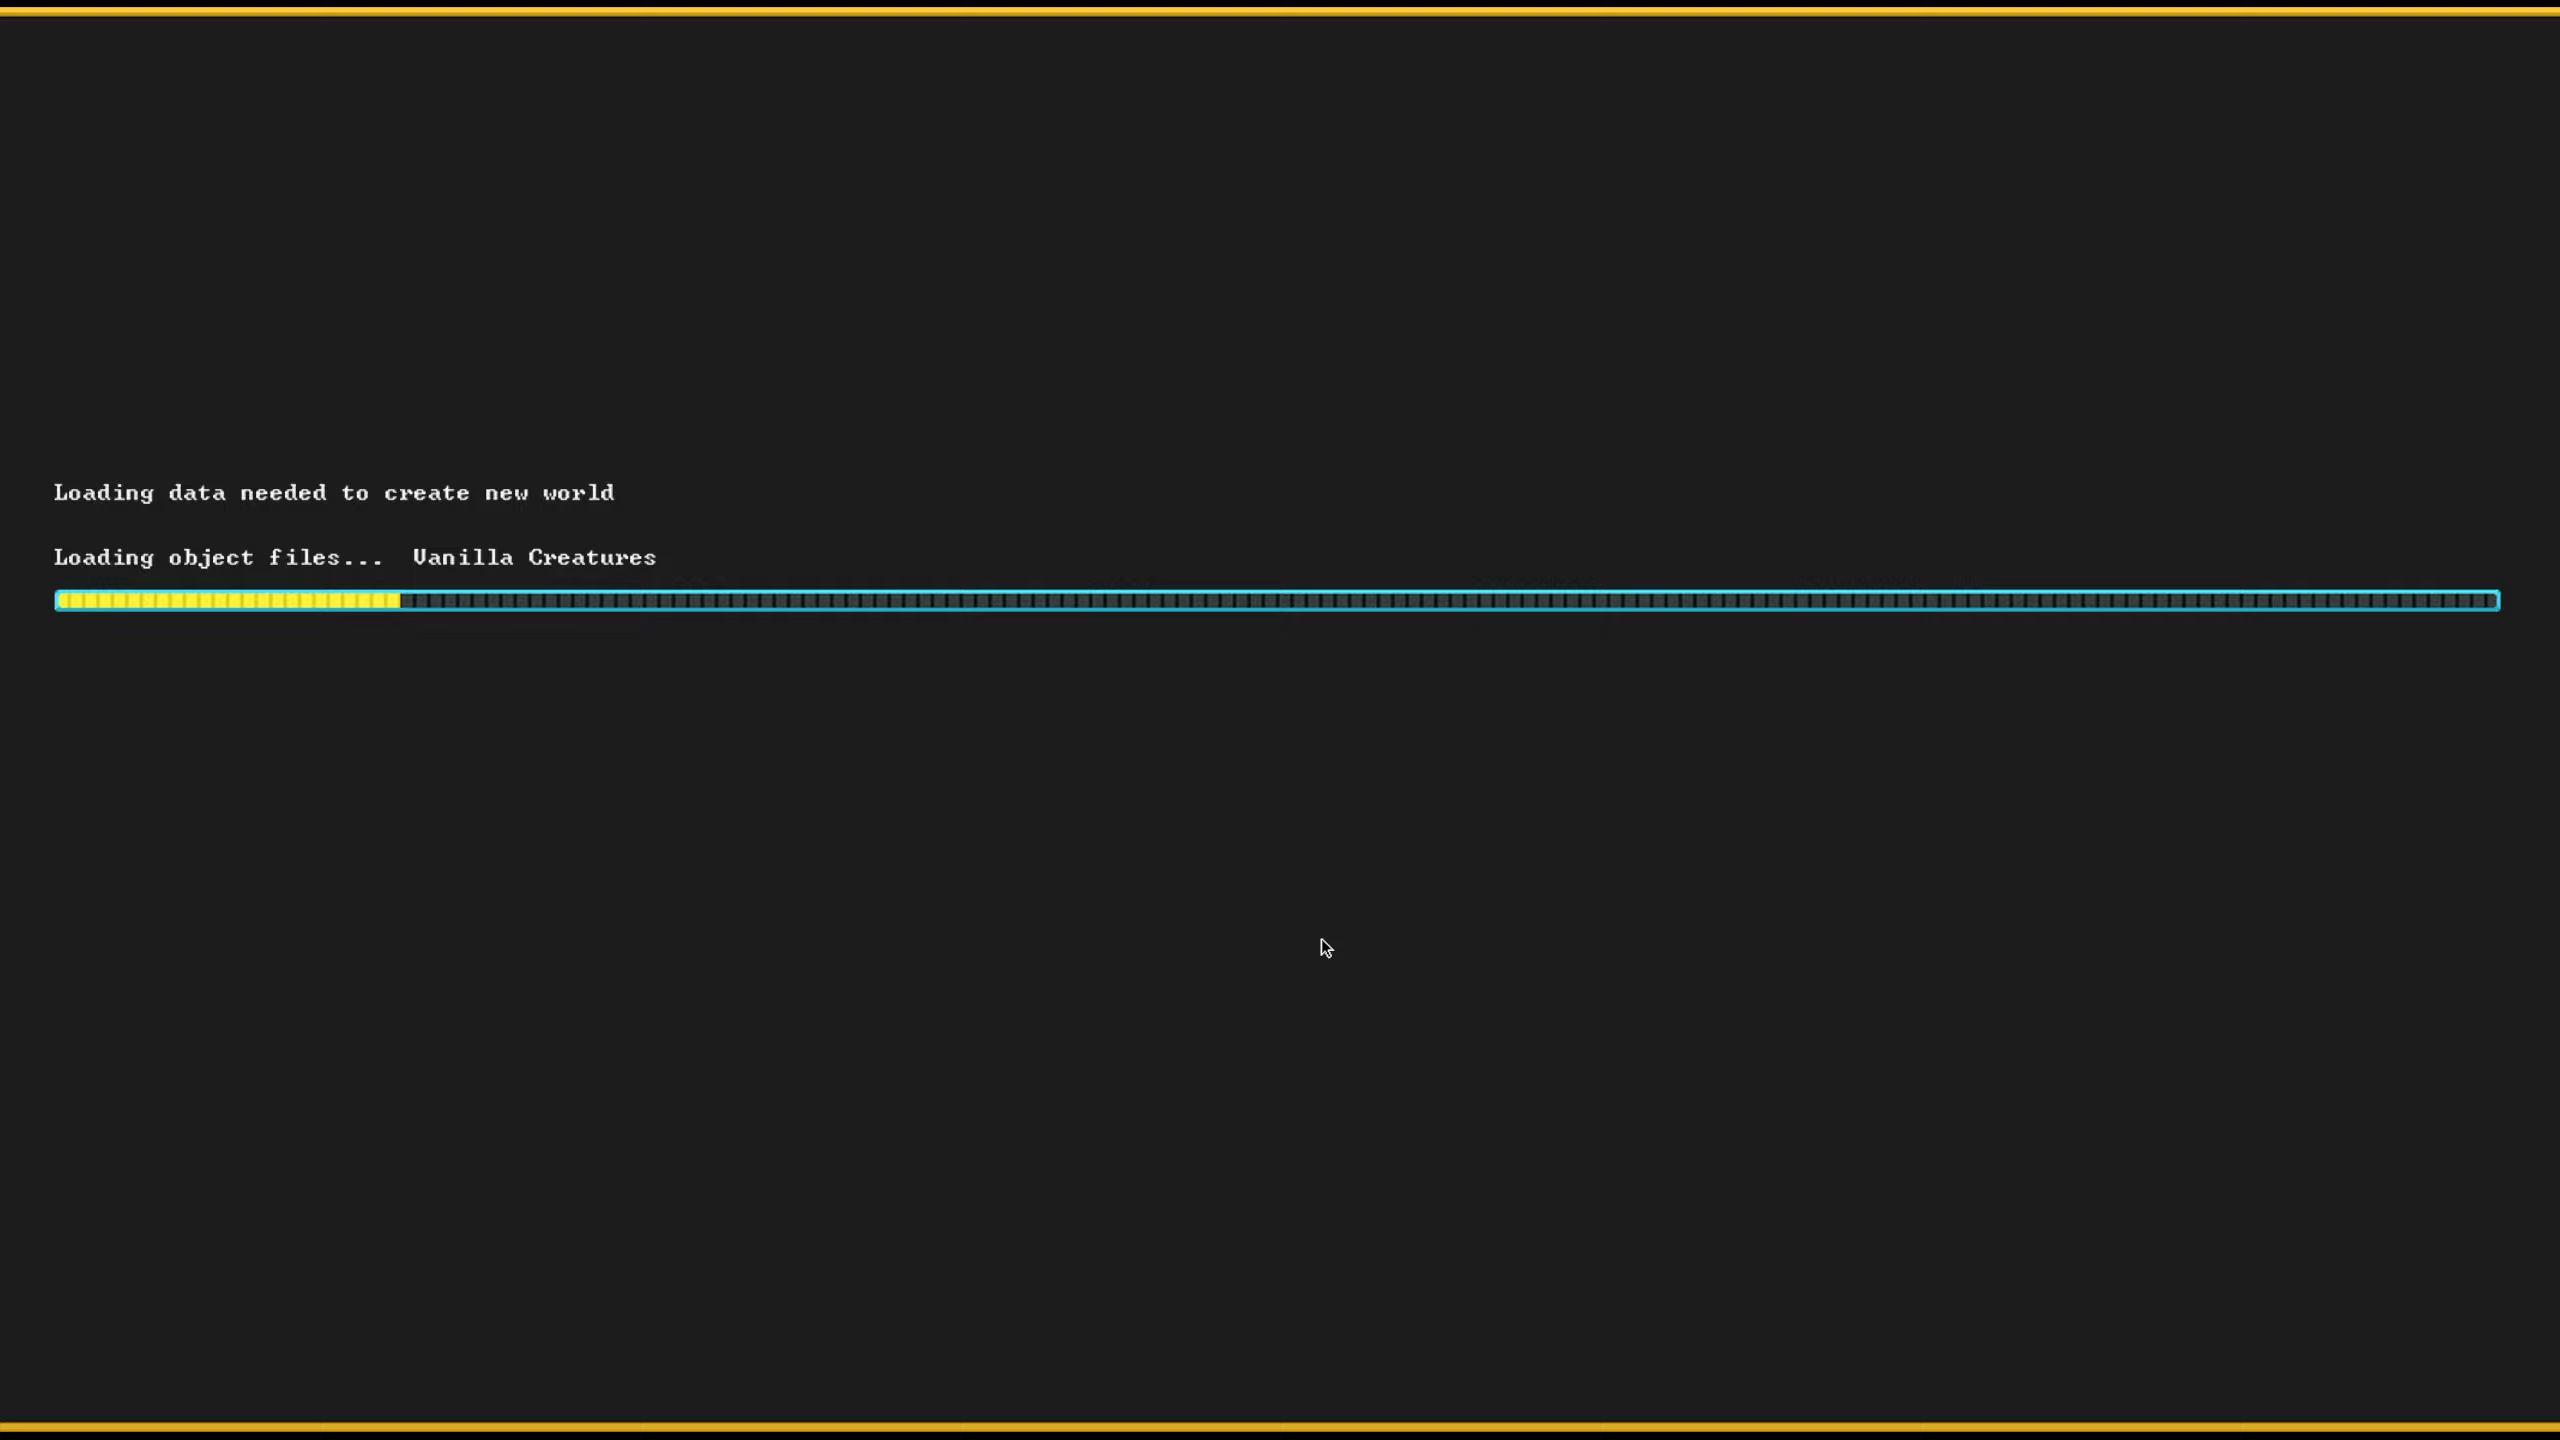 Loading data needed to create new world
Loading object files...  Vanilla Creatures